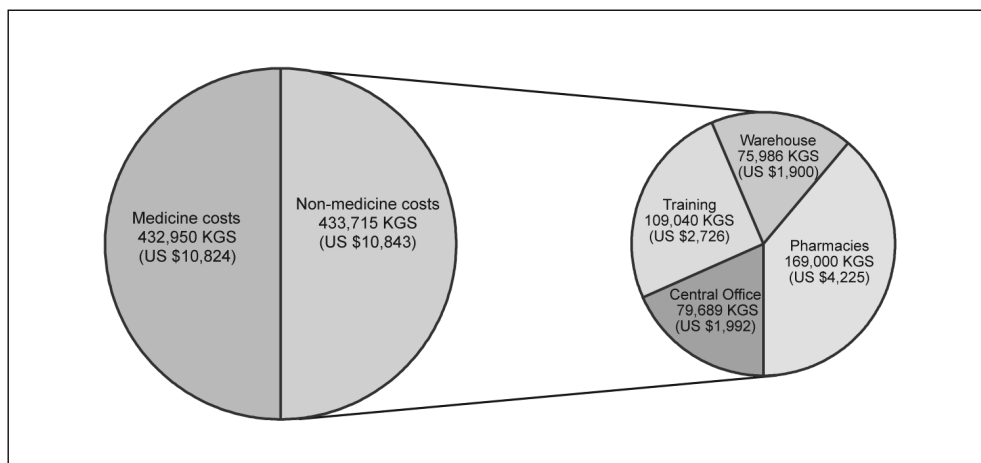 Medicine costs
432,950 KGS
(US $10,824)
Non-medicine costs
433,715 KGS
(US $10,843)
Warehouse
75,986 KGS
(US $1,900)
Training
109,040 KGS
(US $2,726)
Pharmacies
169,000 KGS
(US $4,225)
Central Office
79,689 KGS
(US $1,992)